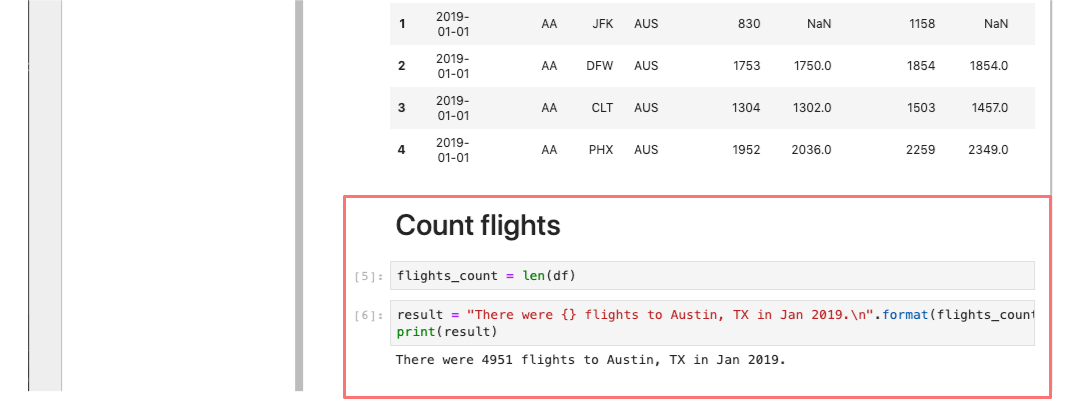 1 2019-01-01 AA JFK AUS 830 NaN 1158 NaN
2 2019-01-01 AA DFW AUS 1753 1750.0 1854 1854.0
3 2019-01-01 AA CLT AUS 1304 1302.0 1503 1457.0
4 2019-01-01 AA PHX AUS 1952 2036.0 2259 2349.0
Count flights
[5]: flights_count = len(df)
[6]: result = "There were {} flights to Austin, TX in Jan 2019.\n".format(flights_count
print(result)
There were 4951 flights to Austin, TX in Jan 2019.